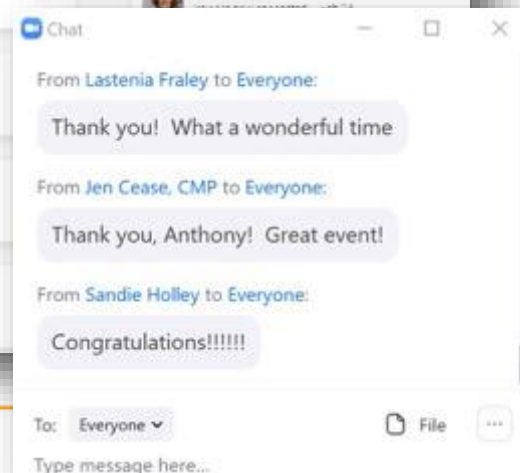 Chat
From Lastenia Fraley to Everyone:
Thank you!  What a wonderful time
From Jen Cease, CMP to Everyone:
Thank you, Anthony!  Great event!
From Sandie Holley to Everyone:
Congratulations!!!!!!
To: Everyone File ...
Type message here...